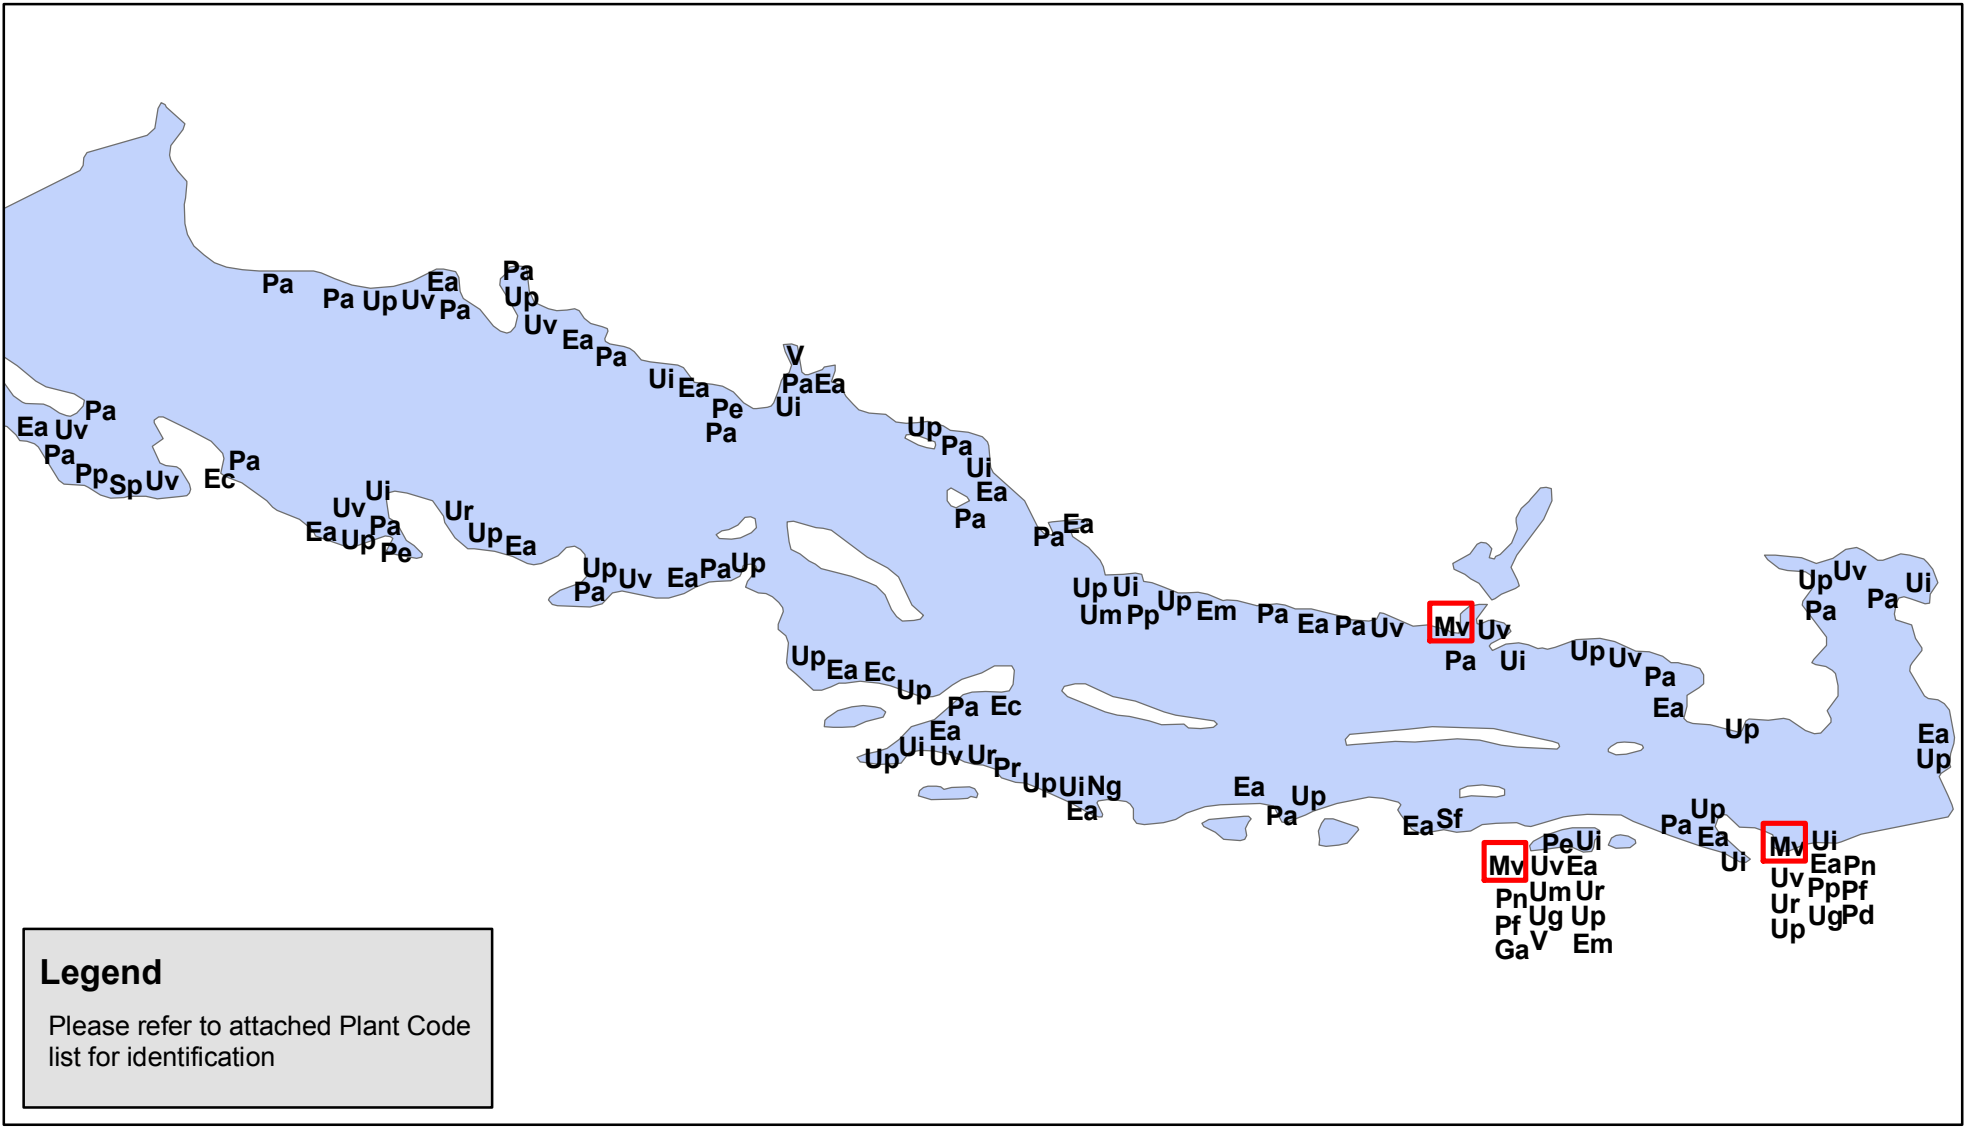 Pa
Pa Up Uv Ea
Pa
Pa
Up
Uv
Ea
Pa
Ui Ea
Pe
Pa
V
Pa Ea
Ui
Up
Pa
Ui
Ea
Pa
Pa Ea
Ea Uv Pa
Pa
Pp Sp Uv
Ec Pa
Uv Ui
Ea Up Pa
Pe
Ur
Up Ea
Up Uv Ea Pa Up
Pa
Up Ui
Um Pp Up Em
Pa Ea Pa Uv
Mv Uv
Pa Ui
Up Uv
Pa
Ea
Up
Up Uv
Pa
Pa Ui
Ea
Up
Up Ea Ec
Up
Pa Ec
Ea
Up Ui Uv Ur
Pr
Up Ui Ng
Ea
Ea
Pa Up
Ea Sf
Pe Ui
Mv Uv Ea
Pn Um Ur
Pf Ug Up
Ga V Em
Up
Pa Ea
Ui
Mv Ui
Ea Pn
Uv Pp Pf
Ur Ug Pd
Up
Legend
Please refer to attached Plant Code
list for identification